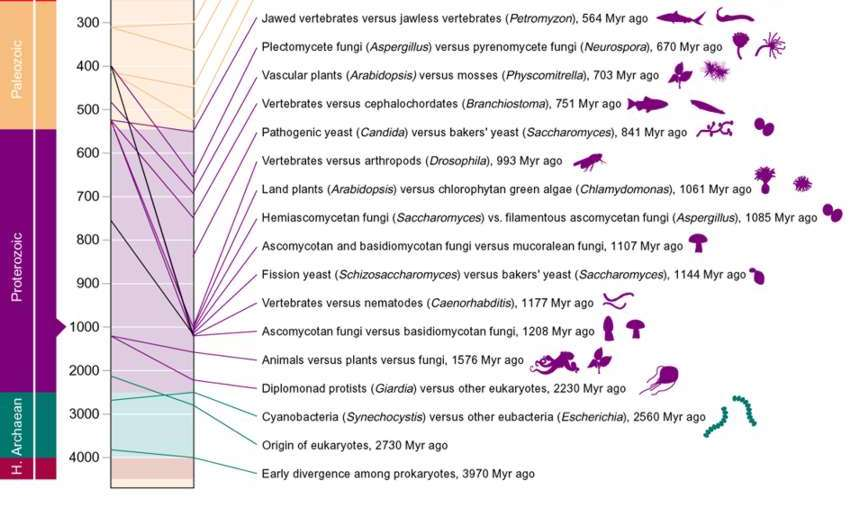 Paleozoic
Proterozoic
H. Archaean
300
400
500
600
700
800
900
1000
2000
3000
4000
Jawed vertebrates versus jawless vertebrates (Petromyzon), 564 Myr ago
Plectomycete fungi (Aspergillus) versus pyrenomycete fungi (Neurospora), 670 Myr ago
Vascular plants (Arabidopsis) versus mosses (Physcomitrella), 703 Myr ago
Vertebrates versus cephalochordates (Branchiostoma), 751 Myr ago
Pathogenic yeast (Candida) versus bakers' yeast (Saccharomyces), 841 Myr ago
Vertebrates versus arthropods (Drosophila), 993 Myr ago
Land plants (Arabidopsis) versus chlorophytan green algae (Chlamydomonas), 1061 Myr ago
Hemiascomycetan fungi (Saccharomyces) vs. filamentous ascomycetan fungi (Aspergillus), 1085 Myr ago
Ascomycotan and basidiomycotan fungi versus mucoralean fungi, 1107 Myr ago
Fission yeast (Schizosaccharomyces) versus bakers' yeast (Saccharomyces), 1144 Myr ago
Vertebrates versus nematodes (Caenorhabditis), 1177 Myr ago
Ascomycotan fungi versus basidiomycotan fungi, 1208 Myr ago
Animals versus plants versus fungi, 1576 Myr ago
Diplomonad protists (Giardia) versus other eukaryotes, 2230 Myr ago
Cyanobacteria (Synechocystis) versus other eubacteria (Escherichia), 2560 Myr ago
Origin of eukaryotes, 2730 Myr ago
Early divergence among prokaryotes, 3970 Myr ago